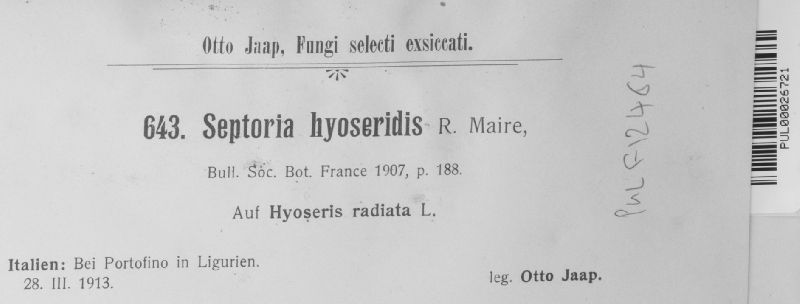 Otto Jaap, Fungi selecti exsiccati.
643. Septoria hyoseridis R. Maire,
Bull. Soc. Bot. France 1907, p. 188.
Auf Hyoseris radiata L.
Italien: Bei Portofino in Ligurien.
28. III. 1913.
leg. Otto Jaap.
PUL F12464
PUL00026721